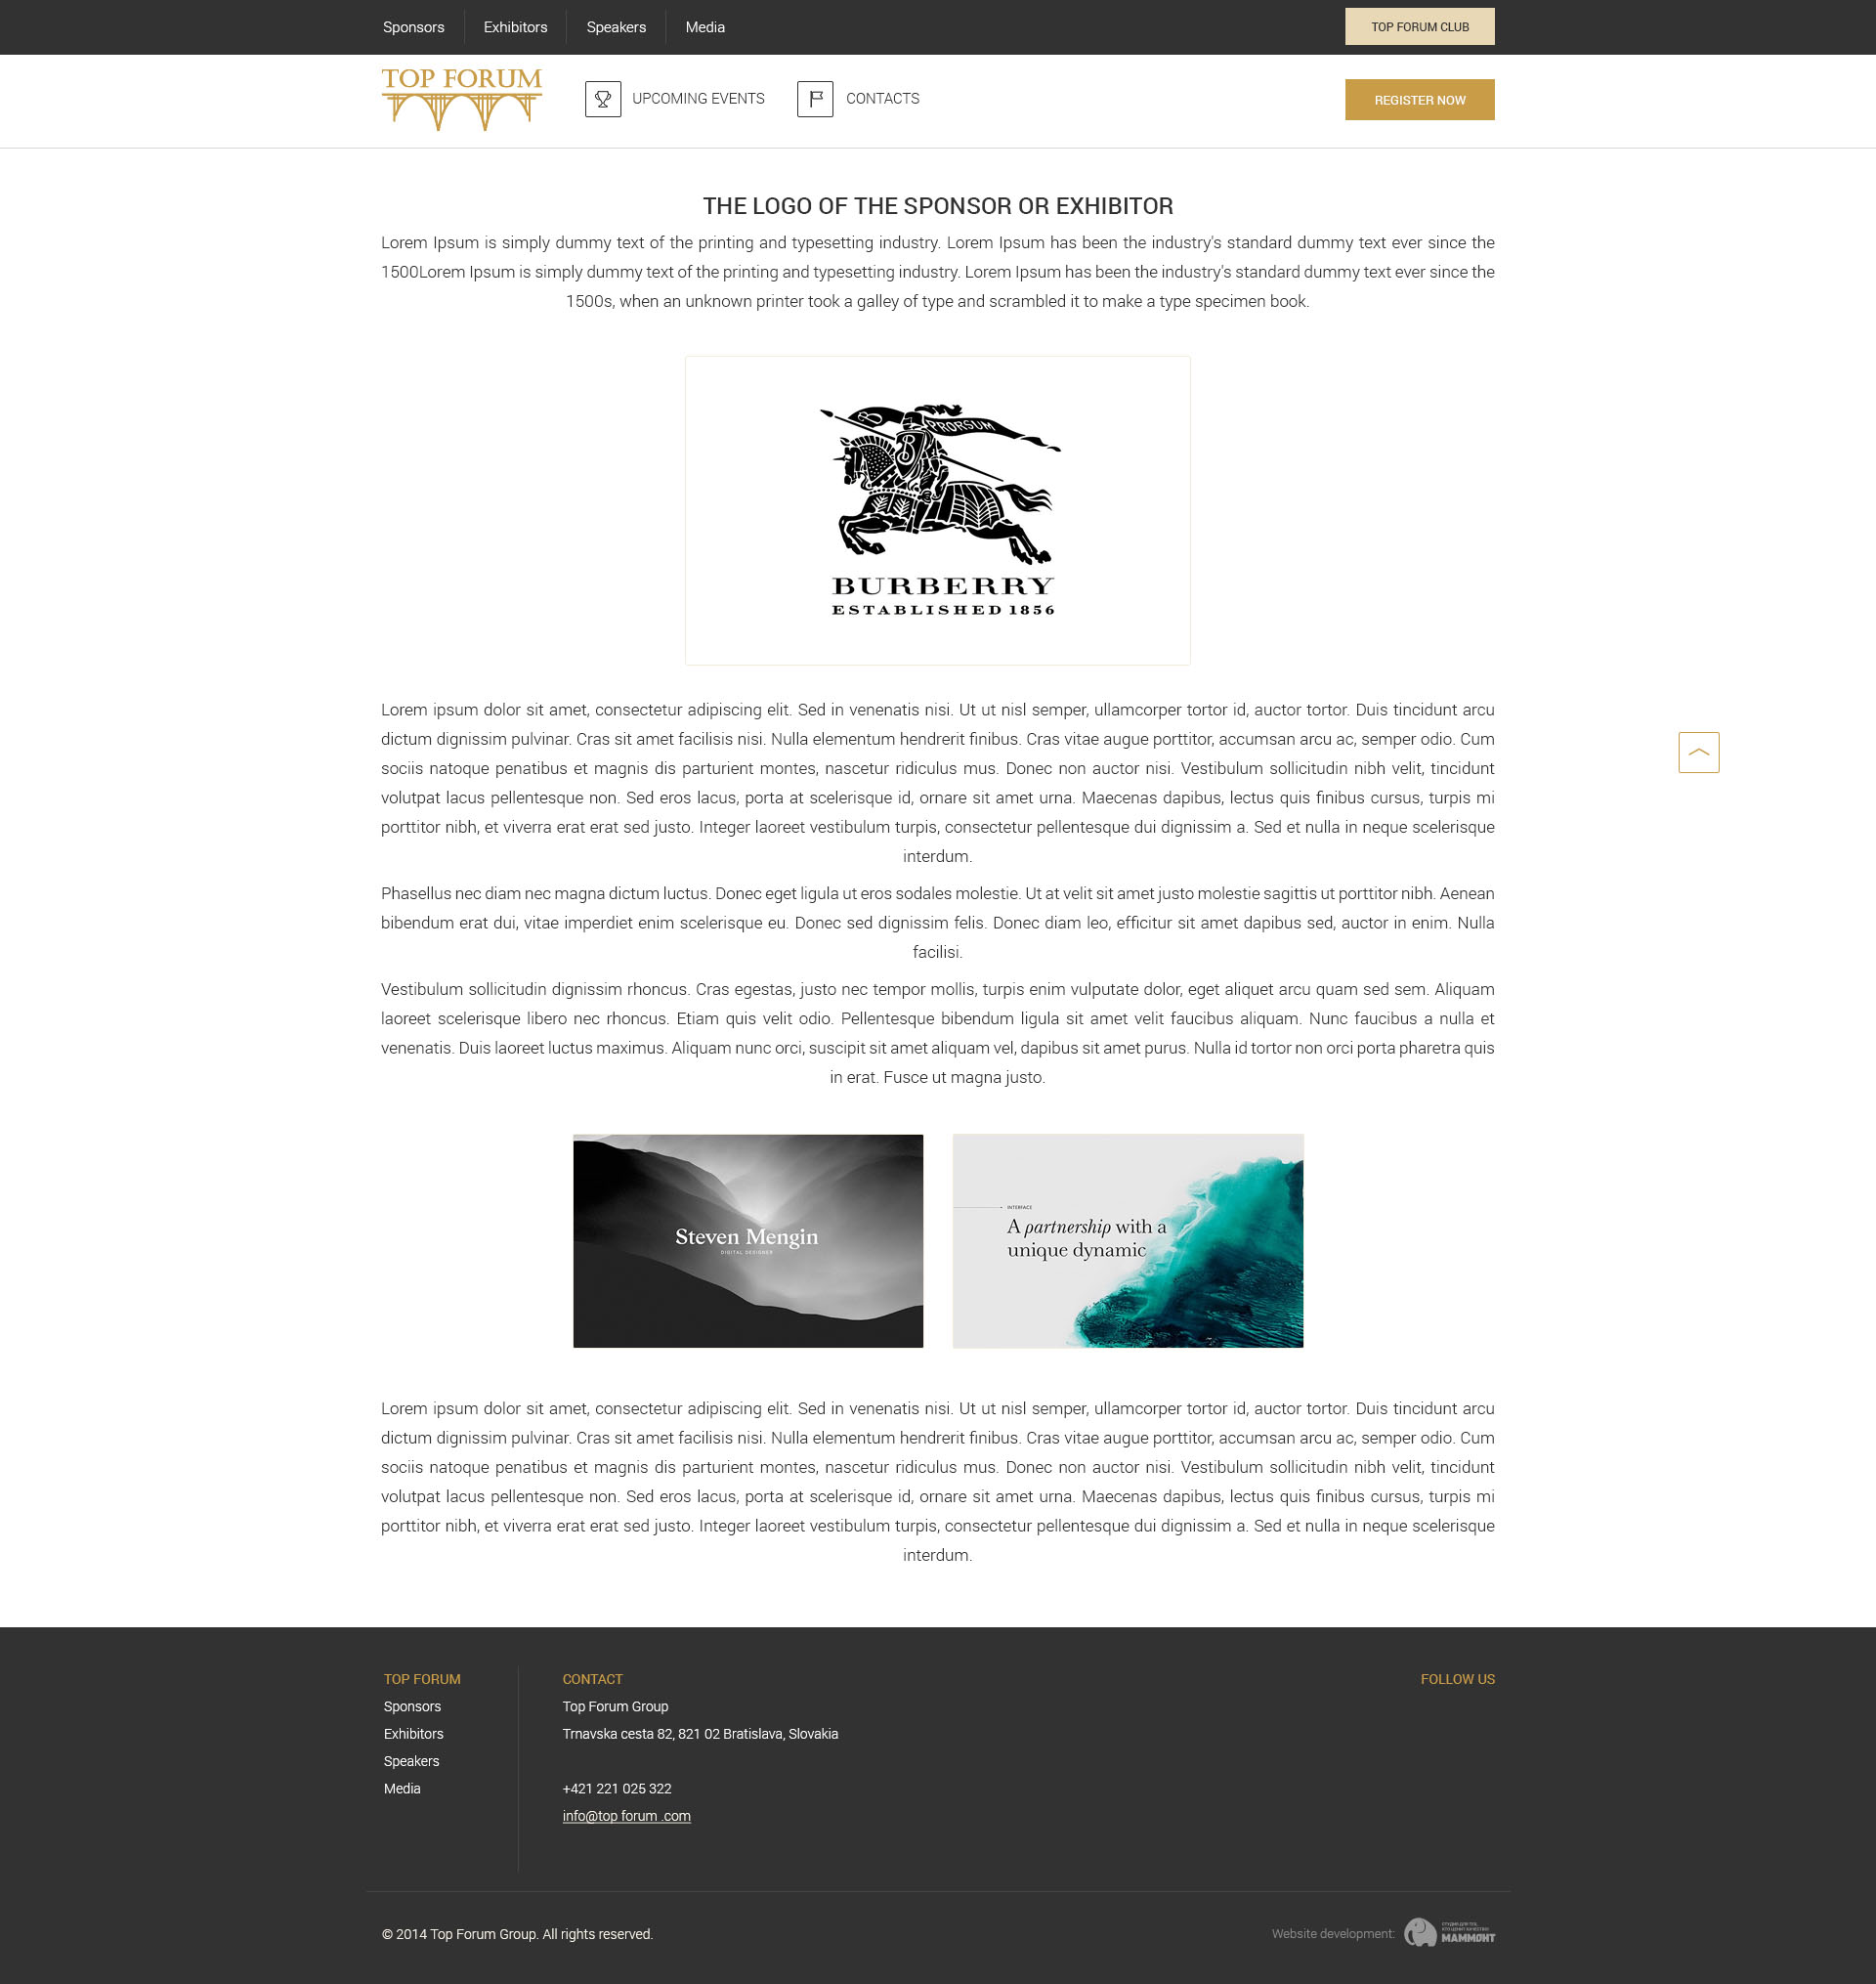 Sponsors
Exhibitors
Speakers
Media
TOP FORUM CLUB
TOP FORUM
UPCOMING EVENTS
CONTACTS
REGISTER NOW
THE LOGO OF THE SPONSOR OR EXHIBITOR
Lorem Ipsum is simply dummy text of the printing and typesetting industry. Lorem Ipsum has been the industry's standard dummy text ever since the
1500Lorem Ipsum is simply dummy text of the printing and typesetting industry. Lorem Ipsum has been the industry's standard dummy text ever since the
1500s, when an unknown printer took a galley of type and scrambled it to make a type specimen book.
PRORSUM
BURBERRY
ESTABLISHED 1856
Lorem ipsum dolor sit amet, consectetur adipiscing elit. Sed in venenatis nisi. Ut ut nisl semper, ullamcorper tortor id, auctor tortor. Duis tincidunt arcu
dictum dignissim pulvinar. Cras sit amet facilisis nisi. Nulla elementum hendrerit finibus. Cras vitae augue porttitor, accumsan arcu ac, semper odio. Cum
sociis natoque penatibus et magnis dis parturient montes, nascetur ridiculus mus. Donec non auctor nisi. Vestibulum sollicitudin nibh velit, tincidunt
volutpat lacus pellentesque non. Sed eros lacus, porta at scelerisque id, ornare sit amet urna. Maecenas dapibus, lectus quis finibus cursus, turpis mi
porttitor nibh, et viverra erat erat sed justo. Integer laoreet vestibulum turpis, consectetur pellentesque dui dignissim a. Sed et nulla in neque scelerisque
interdum.
Phasellus nec diam nec magna dictum luctus. Donec eget ligula ut eros sodales molestie. Ut at velit sit amet justo molestie sagittis ut porttitor nibh. Aenean
bibendum erat dui, vitae imperdiet enim scelerisque eu. Donec sed dignissim felis. Donec diam leo, efficitur sit amet dapibus sed, auctor in enim. Nulla
facilisi.
Vestibulum sollicitudin dignissim rhoncus. Cras egestas, justo nec tempor mollis, turpis enim vulputate dolor, eget aliquet arcu quam sed sem. Aliquam
laoreet scelerisque libero nec rhoncus. Etiam quis velit odio. Pellentesque bibendum ligula sit amet velit faucibus aliquam. Nunc faucibus a nulla et
venenatis. Duis laoreet luctus maximus. Aliquam nunc orci, suscipit sit amet aliquam vel, dapibus sit amet purus. Nulla id tortor non orci porta pharetra quis
in erat. Fusce ut magna justo.
Steven Mengin
DIGITAL DESIGNER
INTERFACE
A partnership with a
unique dynamic
Lorem ipsum dolor sit amet, consectetur adipiscing elit. Sed in venenatis nisi. Ut ut nisl semper, ullamcorper tortor id, auctor tortor. Duis tincidunt arcu
dictum dignissim pulvinar. Cras sit amet facilisis nisi. Nulla elementum hendrerit finibus. Cras vitae augue porttitor, accumsan arcu ac, semper odio. Cum
sociis natoque penatibus et magnis dis parturient montes, nascetur ridiculus mus. Donec non auctor nisi. Vestibulum sollicitudin nibh velit, tincidunt
volutpat lacus pellentesque non. Sed eros lacus, porta at scelerisque id, ornare sit amet urna. Maecenas dapibus, lectus quis finibus cursus, turpis mi
porttitor nibh, et viverra erat erat sed justo. Integer laoreet vestibulum turpis, consectetur pellentesque dui dignissim a. Sed et nulla in neque scelerisque
interdum.
TOP FORUM
Sponsors
Exhibitors
Speakers
Media
CONTACT
Top Forum Group
Trnavska cesta 82, 821 02 Bratislava, Slovakia
+421 221 025 322
info@top forum .com
FOLLOW US
© 2014 Top Forum Group. All rights reserved.
Website development:
MAMMOHT